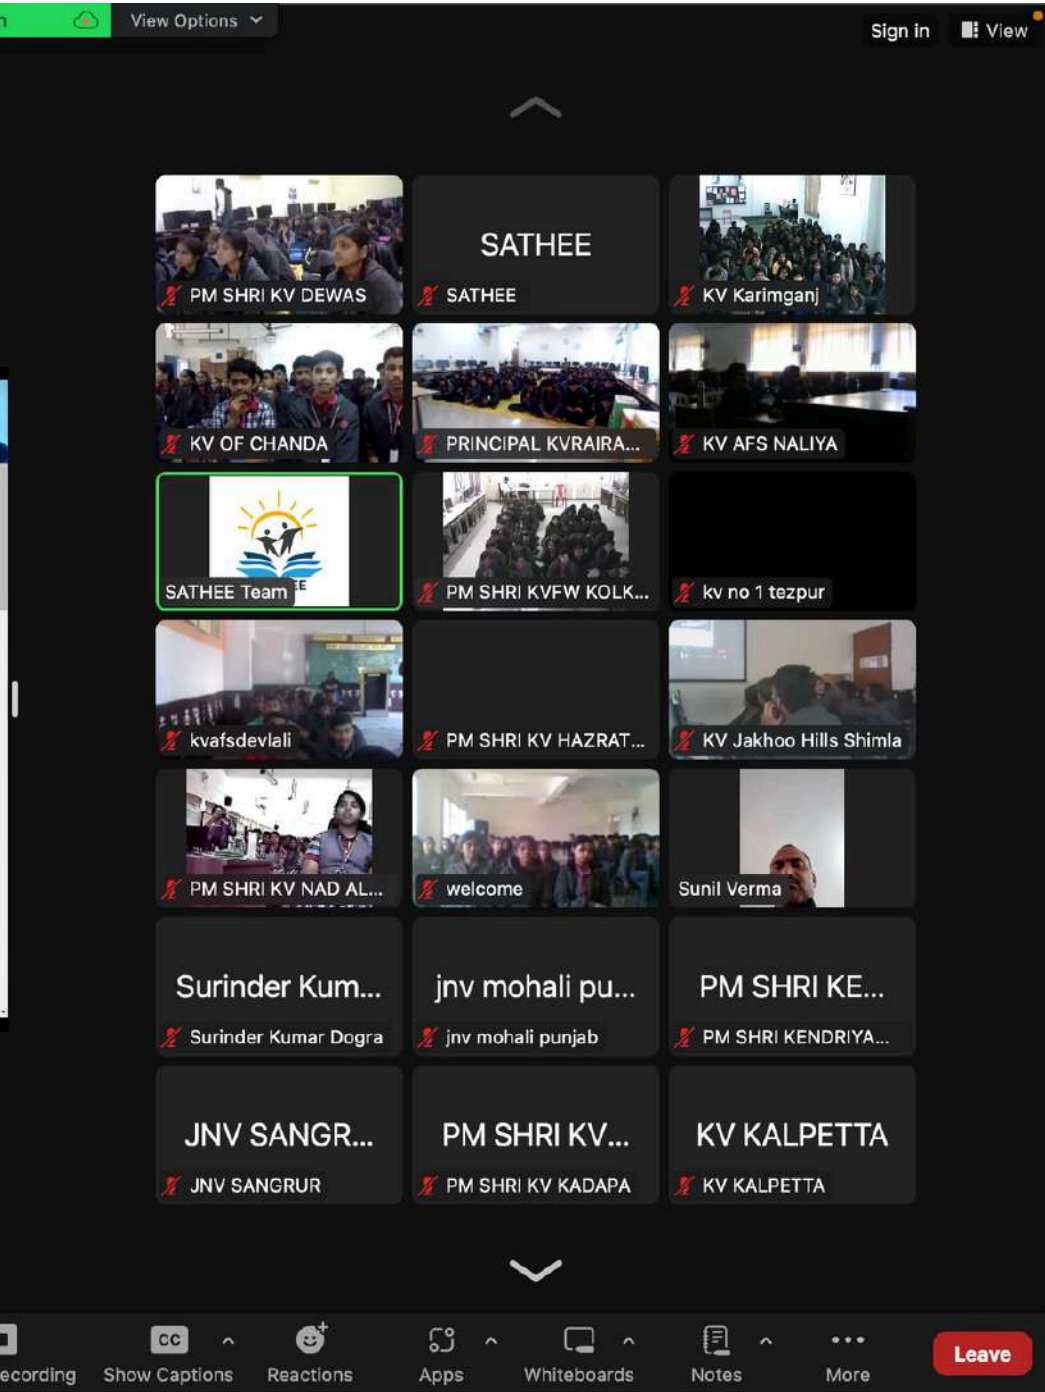 View Options
Sign in
View
PM SHRI KV DEWAS
SATHEE
SATHEE
KV Karimganj
KV OF CHANDA
PRINCIPAL KVRAIRA...
KV AFS NALIYA
SATHEE Team
PM SHRI KVFW KOLK...
kv no 1 tezpur
kvafsdevlali
PM SHRI KV HAZRAT...
KV Jakhoo Hills Shimla
PM SHRI KV NAD AL...
welcome
Sunil Verma
Surinder Kum...
Surinder Kumar Dogra
jnv mohali pu...
jnv mohali punjab
PM SHRI KE...
PM SHRI KENDRIYA...
JNV SANGR...
JNV SANGRUR
PM SHRI KV...
PM SHRI KV KADAPA
KV KALPETTA
KV KALPETTA
ecording
CC
Show Captions
Reactions
Apps
Whiteboards
Notes
More
Leave